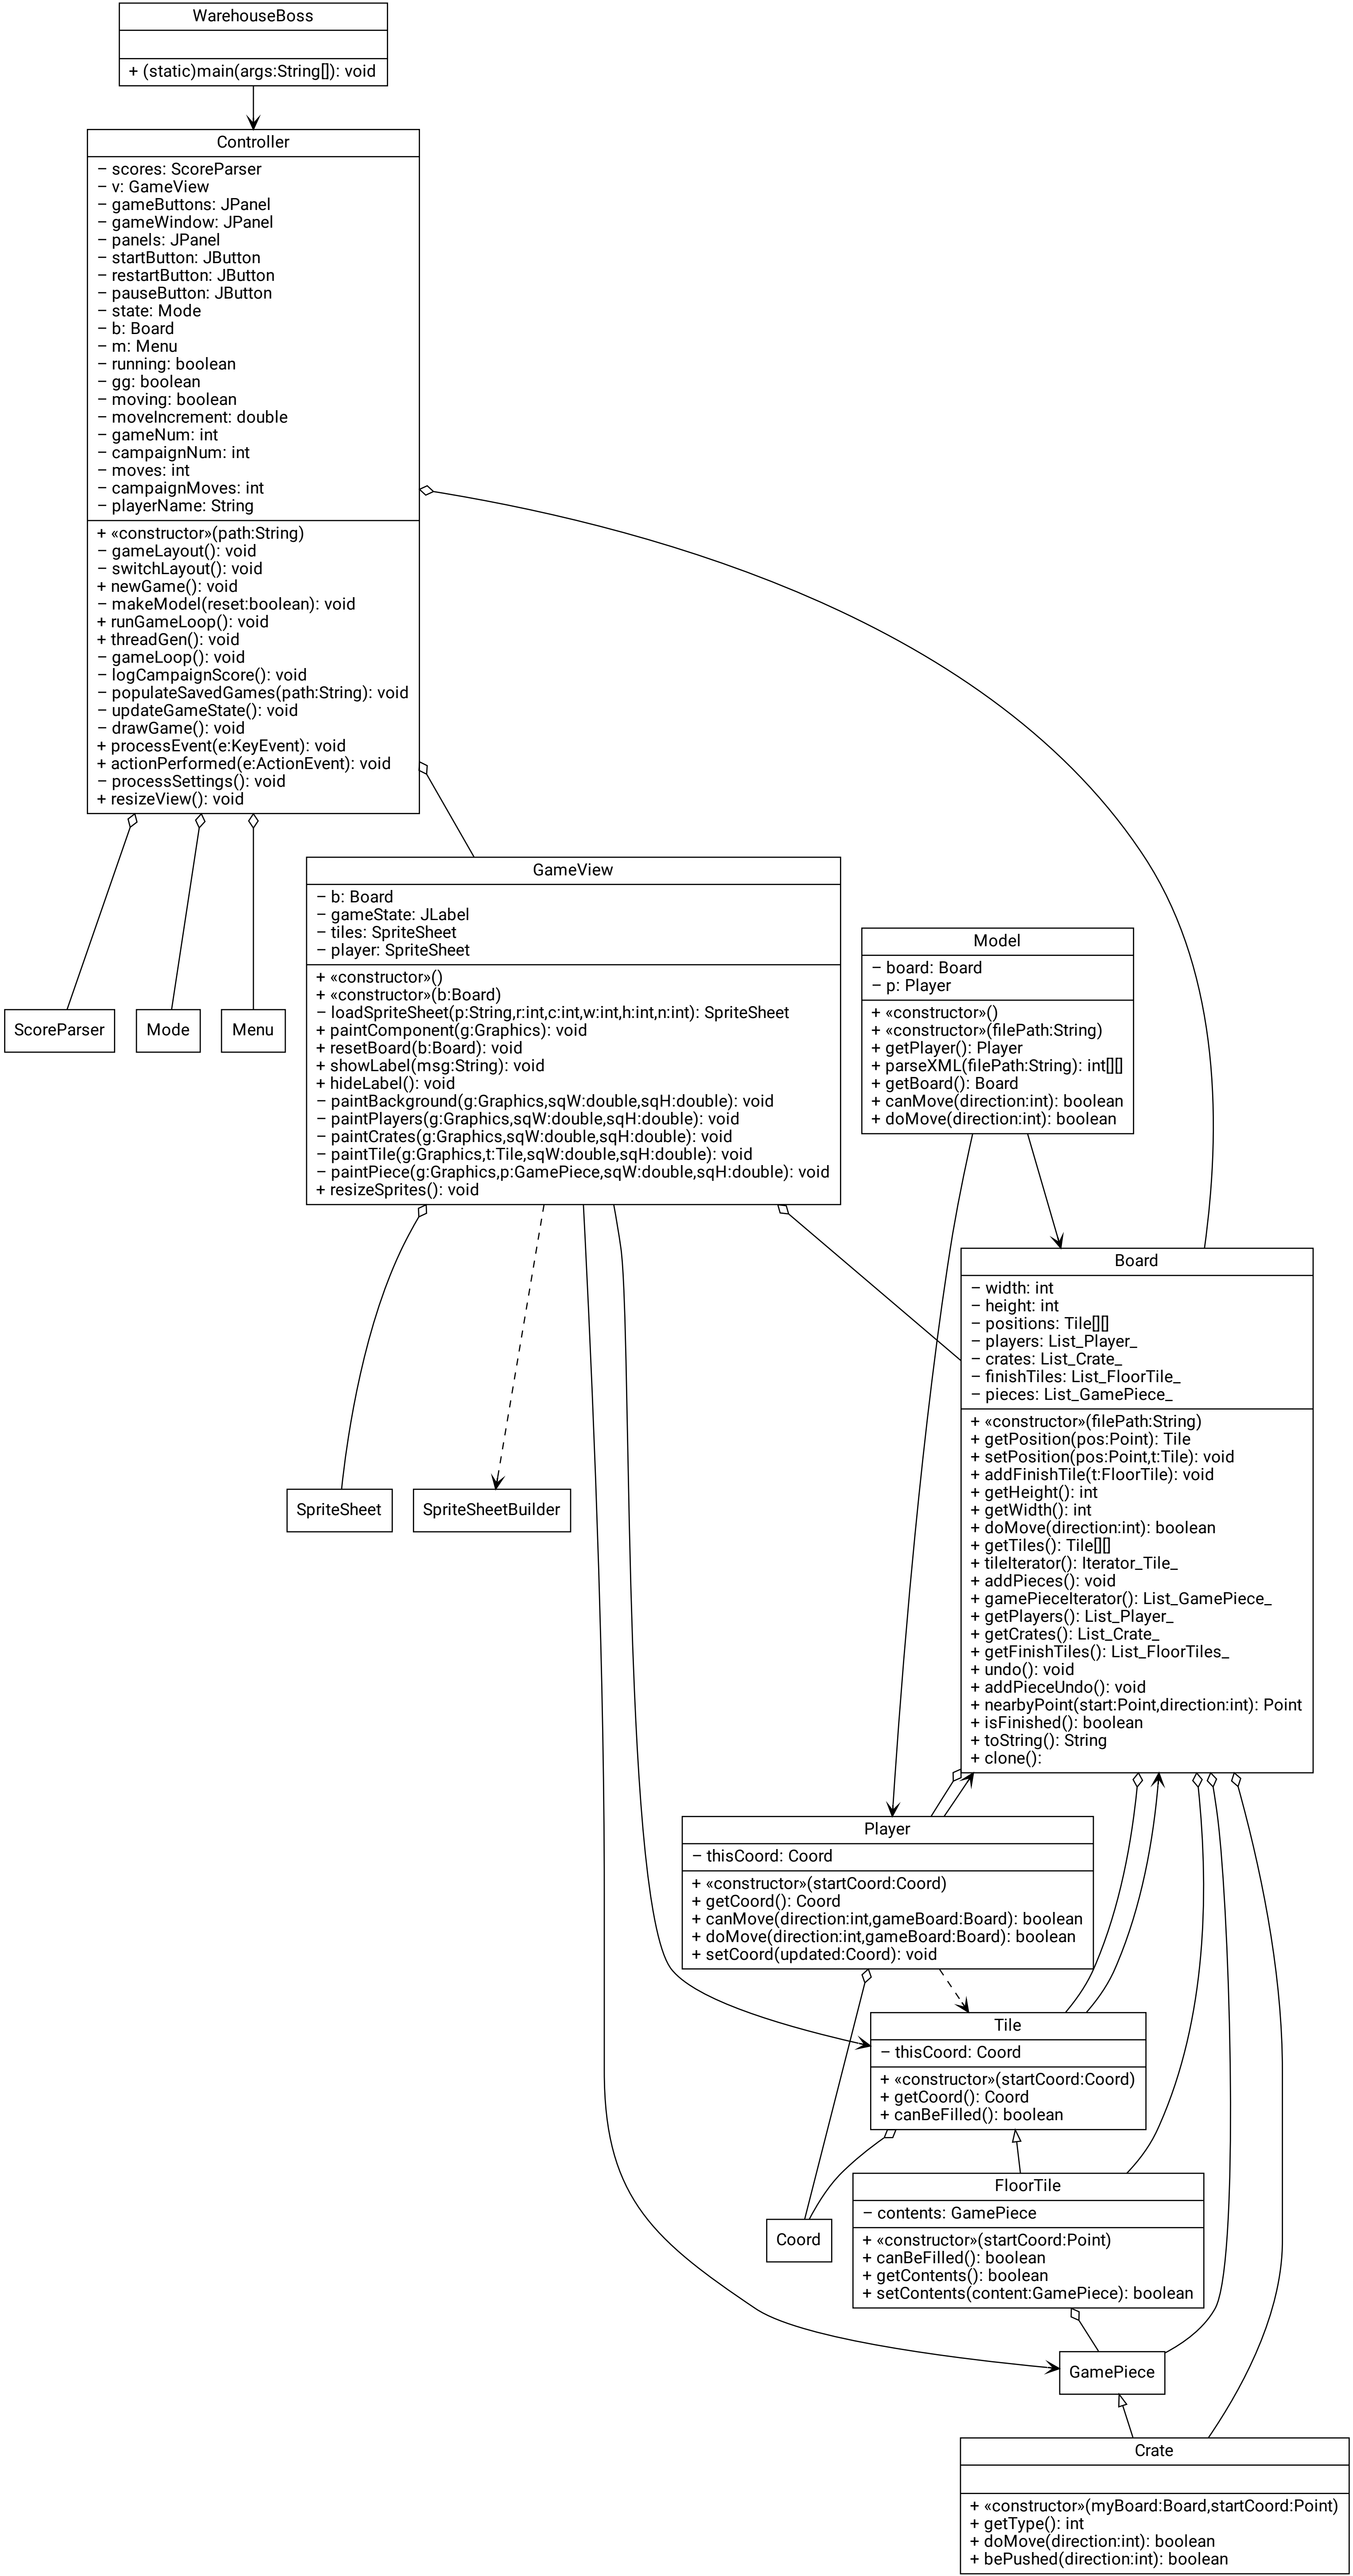 WarehouseBoss
+ (static)main(args:String[]): void
Controller
− scores: ScoreParser
− v: GameView
− gameButtons: JPanel
− gameWindow: JPanel
− panels: JPanel
− startButton: JButton
− restartButton: JButton
− pauseButton: JButton
− state: Mode
− b: Board
− m: Menu
− running: boolean
− gg: boolean
− moving: boolean
− moveIncrement: double
− gameNum: int
− campaignNum: int
− moves: int
− campaignMoves: int
− playerName: String
+ «constructor»(path:String)
− gameLayout(): void
− switchLayout(): void
+ newGame(): void
− makeModel(reset:boolean): void
+ runGameLoop(): void
+ threadGen(): void
− gameLoop(): void
− logCampaignScore(): void
− populateSavedGames(path:String): void
− updateGameState(): void
− drawGame(): void
+ processEvent(e:KeyEvent): void
+ actionPerformed(e:ActionEvent): void
− processSettings(): void
+ resizeView(): void
ScoreParser
Mode
Menu
GameView
− b: Board
− gameState: JLabel
− tiles: SpriteSheet
− player: SpriteSheet
+ «constructor»()
+ «constructor»(b:Board)
− loadSpriteSheet(p:String,r:int,c:int,w:int,h:int,n:int): SpriteSheet
+ paintComponent(g:Graphics): void
+ resetBoard(b:Board): void
+ showLabel(msg:String): void
+ hideLabel(): void
− paintBackground(g:Graphics,sqW:double,sqH:double): void
− paintPlayers(g:Graphics,sqW:double,sqH:double): void
− paintCrates(g:Graphics,sqW:double,sqH:double): void
− paintTile(g:Graphics,t:Tile,sqW:double,sqH:double): void
− paintPiece(g:Graphics,p:GamePiece,sqW:double,sqH:double): void
+ resizeSprites(): void
Model
− board: Board
− p: Player
+ «constructor»()
+ «constructor»(filePath:String)
+ getPlayer(): Player
+ parseXML(filePath:String): int[][]
+ getBoard(): Board
+ canMove(direction:int): boolean
+ doMove(direction:int): boolean
Board
− width: int
− height: int
− positions: Tile[][]
− players: List_Player_
− crates: List_Crate_
− finishTiles: List_FloorTile_
− pieces: List_GamePiece_
+ «constructor»(filePath:String)
+ getPosition(pos:Point): Tile
+ setPosition(pos:Point,t:Tile): void
+ addFinishTile(t:FloorTile): void
+ getHeight(): int
+ getWidth(): int
+ doMove(direction:int): boolean
+ getTiles(): Tile[][]
+ tileIterator(): Iterator_Tile_
+ addPieces(): void
+ gamePieceIterator(): List_GamePiece_
+ getPlayers(): List_Player_
+ getCrates(): List_Crate_
+ getFinishTiles(): List_FloorTiles_
+ undo(): void
+ addPieceUndo(): void
+ nearbyPoint(start:Point,direction:int): Point
+ isFinished(): boolean
+ toString(): String
+ clone():
SpriteSheet
SpriteSheetBuilder
Player
− thisCoord: Coord
+ «constructor»(startCoord:Coord)
+ getCoord(): Coord
+ canMove(direction:int,gameBoard:Board): boolean
+ doMove(direction:int,gameBoard:Board): boolean
+ setCoord(updated:Coord): void
Tile
− thisCoord: Coord
+ «constructor»(startCoord:Coord)
+ getCoord(): Coord
+ canBeFilled(): boolean
Coord
FloorTile
− contents: GamePiece
+ «constructor»(startCoord:Point)
+ canBeFilled(): boolean
+ getContents(): boolean
+ setContents(content:GamePiece): boolean
GamePiece
Crate
+ «constructor»(myBoard:Board,startCoord:Point)
+ getType(): int
+ doMove(direction:int): boolean
+ bePushed(direction:int): boolean